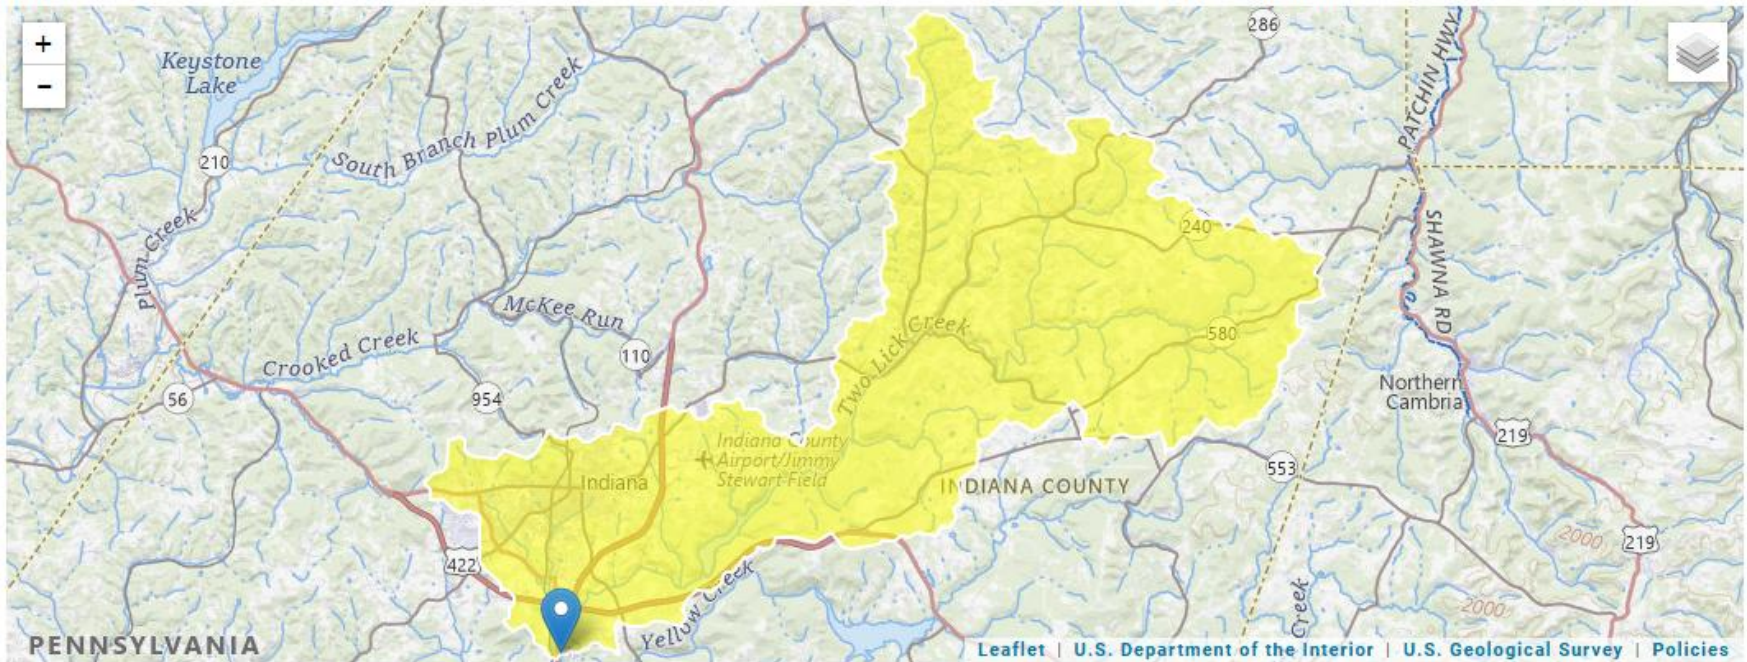 +
−
286
Keystone
Lake
PATCHIN HWY
South Branch Plum Creek
210
Plum Creek
240
SHAWNA RD
McKee Run
Two Lick Creek
580
Crooked Creek
110
56
954
Northern
Cambria
219
Indiana County
Airport/Jimmy
Stewart Field
Indiana
553
INDIANA COUNTY
422
2000
219
Yellow Creek
2000
Creek
PENNSYLVANIA
Leaflet | U.S. Department of the Interior | U.S. Geological Survey | Policies